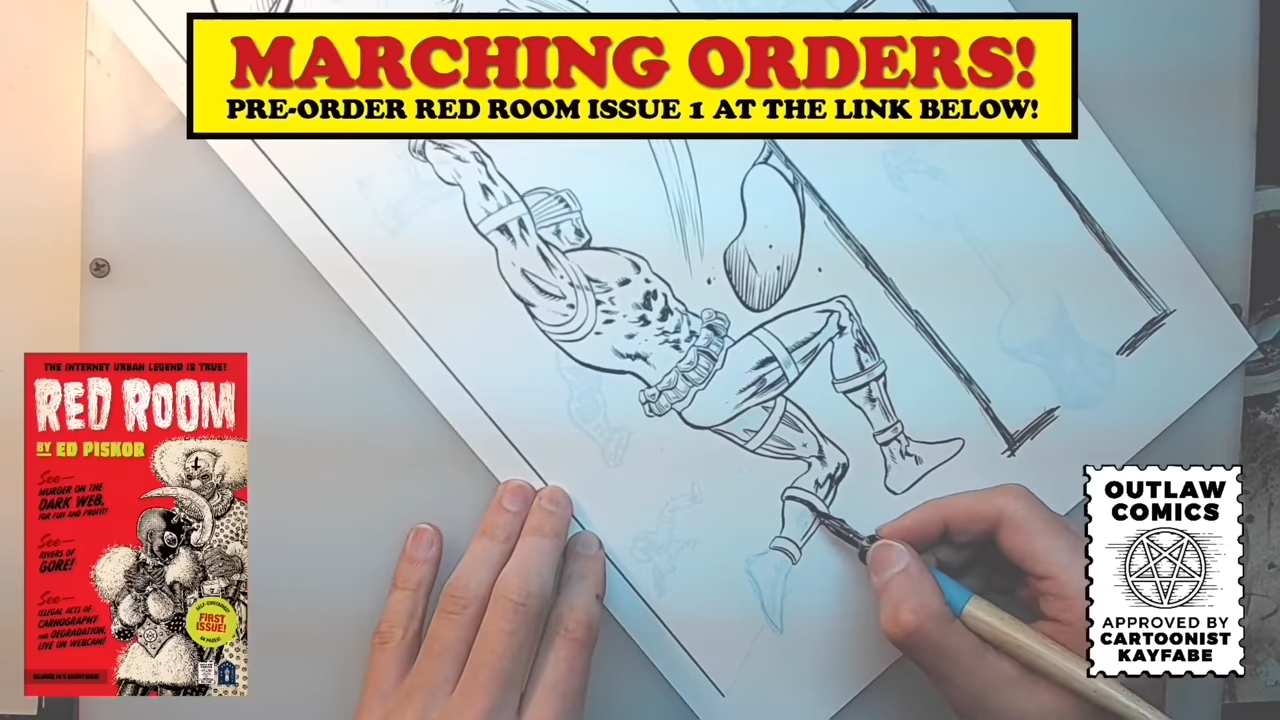 MARCHING ORDERS!
PRE-ORDER RED ROOM ISSUE 1 AT THE LINK BELOW!
THE INTERNET URBAN LEGEND IS TRUE!
RED ROOM
BY ED PISKOR
See—
MURDER ON THE
DARK WEB,
FOR FUN AND PROFIT!
See—
RIVERS OF
GORE!
See—
ILLEGAL ACTS OF
CARNOGRAPHY
AND DEGRADATION,
LIVE ON WEBCAM!
SELF-CONTAINED
FIRST
ISSUE!
OUTLAW
COMICS
APPROVED BY
CARTOONIST
KAYFABE